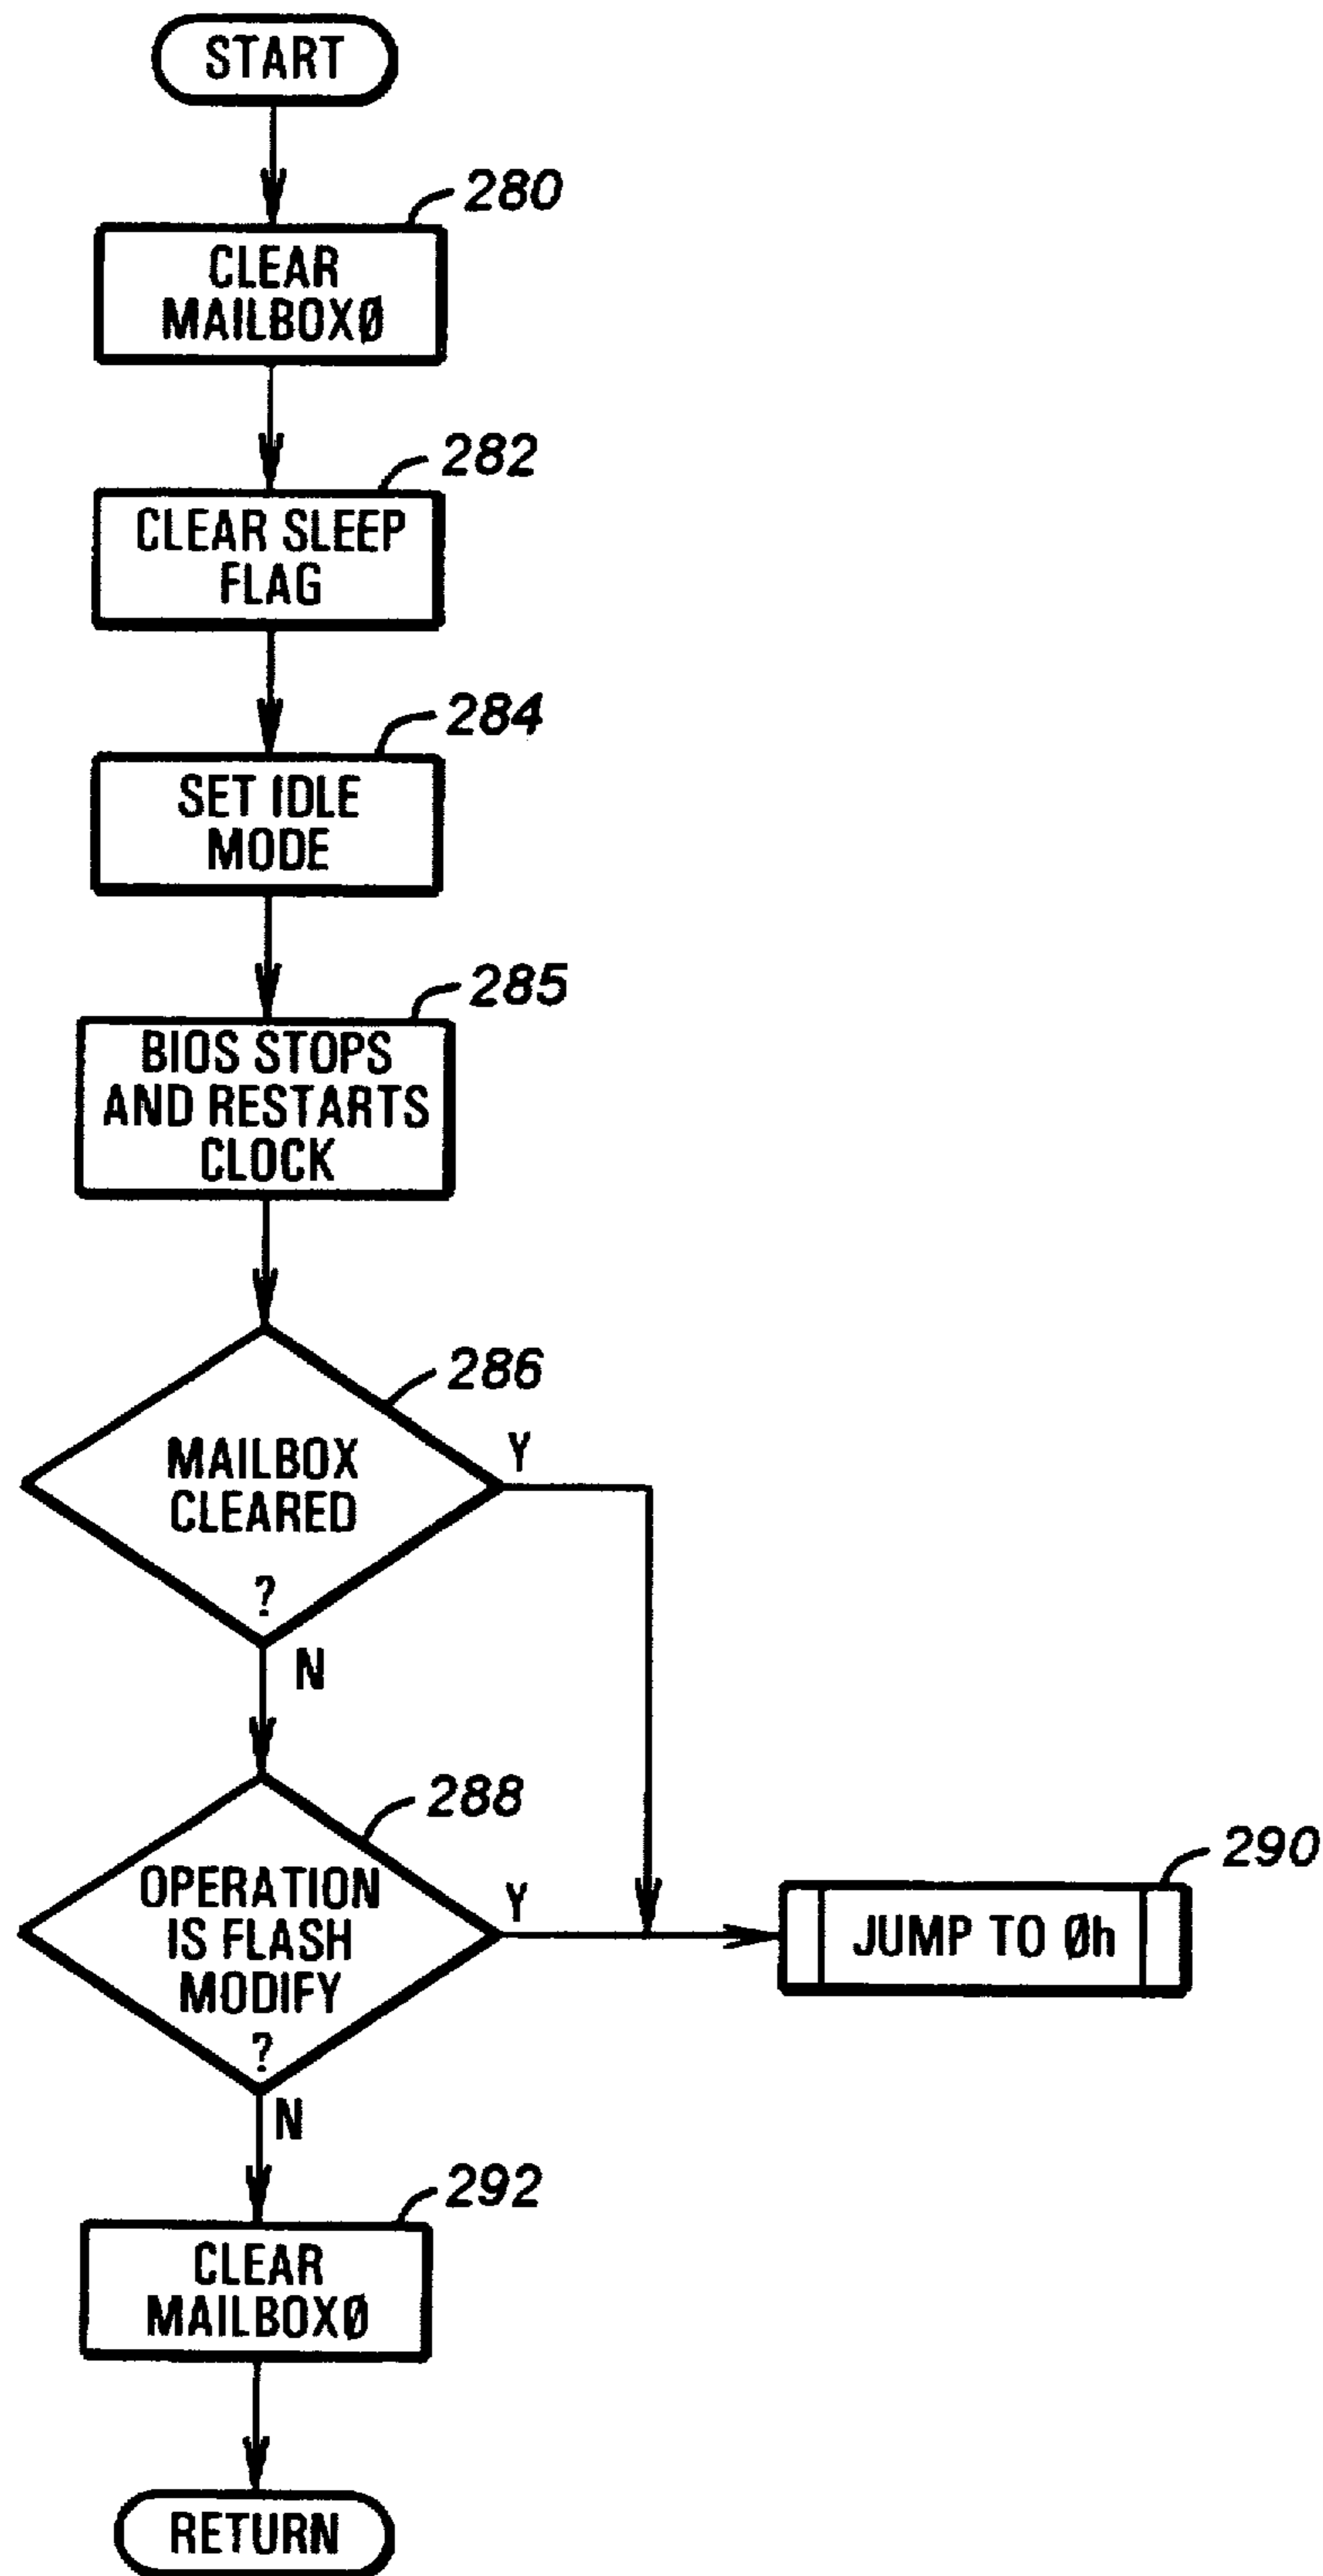 START
280
CLEAR
MAILBOXØ
282
CLEAR SLEEP
FLAG
284
SET IDLE
MODE
285
BIOS STOPS
AND RESTARTS
CLOCK
286
MAILBOX
CLEARED
?
Y
N
288
OPERATION
IS FLASH
MODIFY
?
Y
N
290
JUMP TO Øh
292
CLEAR
MAILBOXØ
RETURN